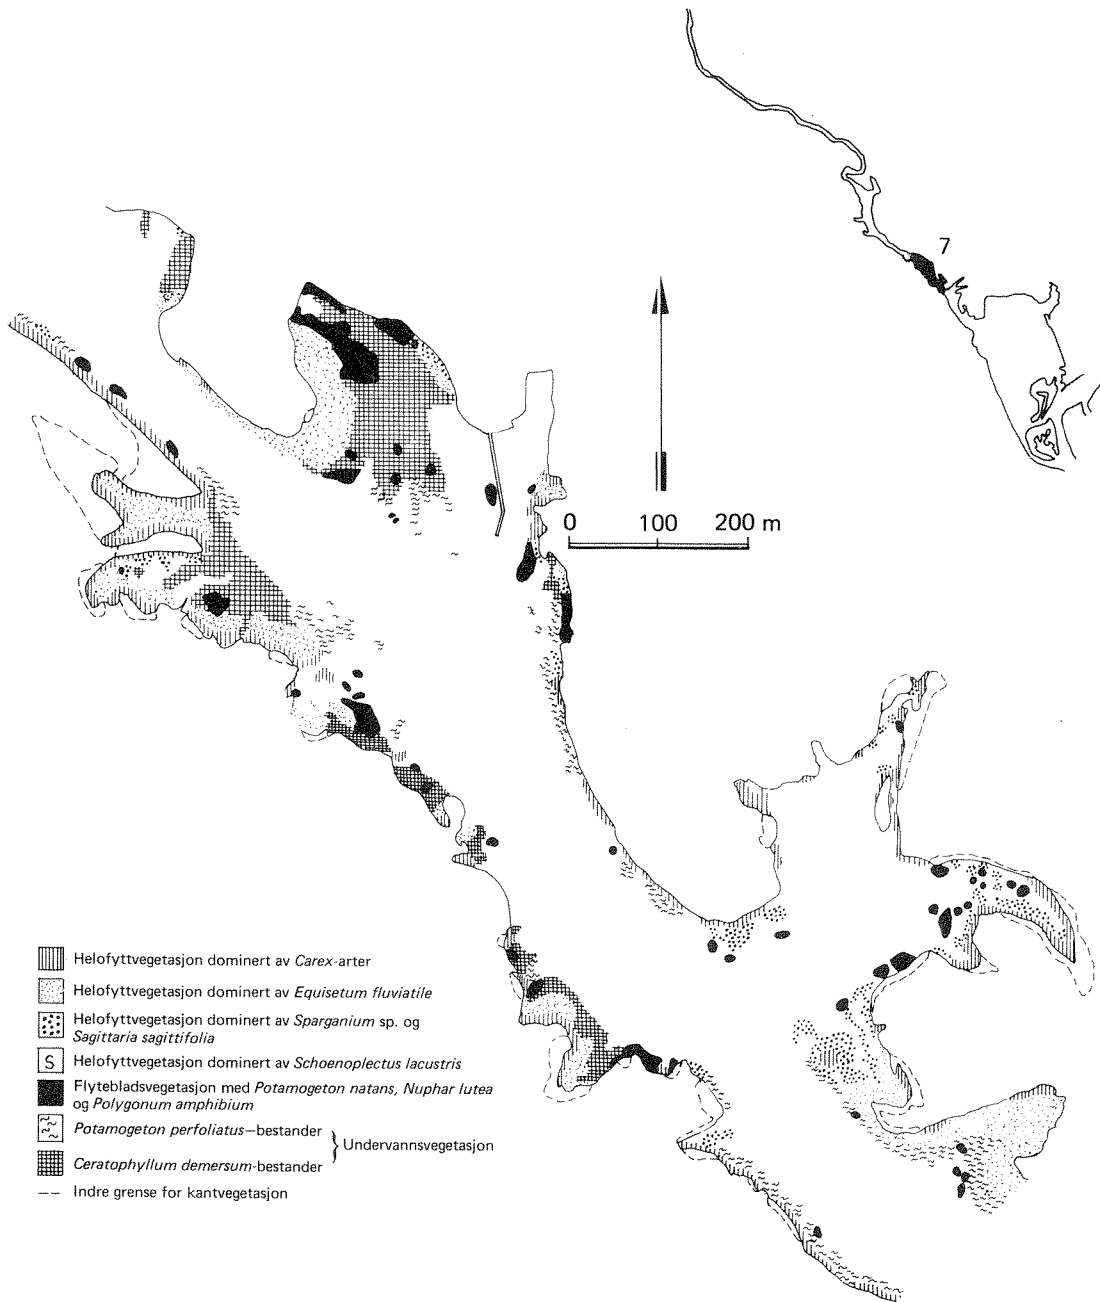 7
0 100 200 m
Helofyttvegetasjon dominert av Carex-arter
Helofyttvegetasjon dominert av Equisetum fluviatile
Helofyttvegetasjon dominert av Sparganium sp. og
Sagittaria sagittifolia
S Helofyttvegetasjon dominert av Schoenoplectus lacustris
Flytebladsvegetasjon med Potamogeton natans, Nuphar lutea
og Polygonum amphibium
Potamogeton perfoliatus–bestander
Undervannsvegetasjon
Ceratophyllum demersum-bestander
Indre grense for kantvegetasjon